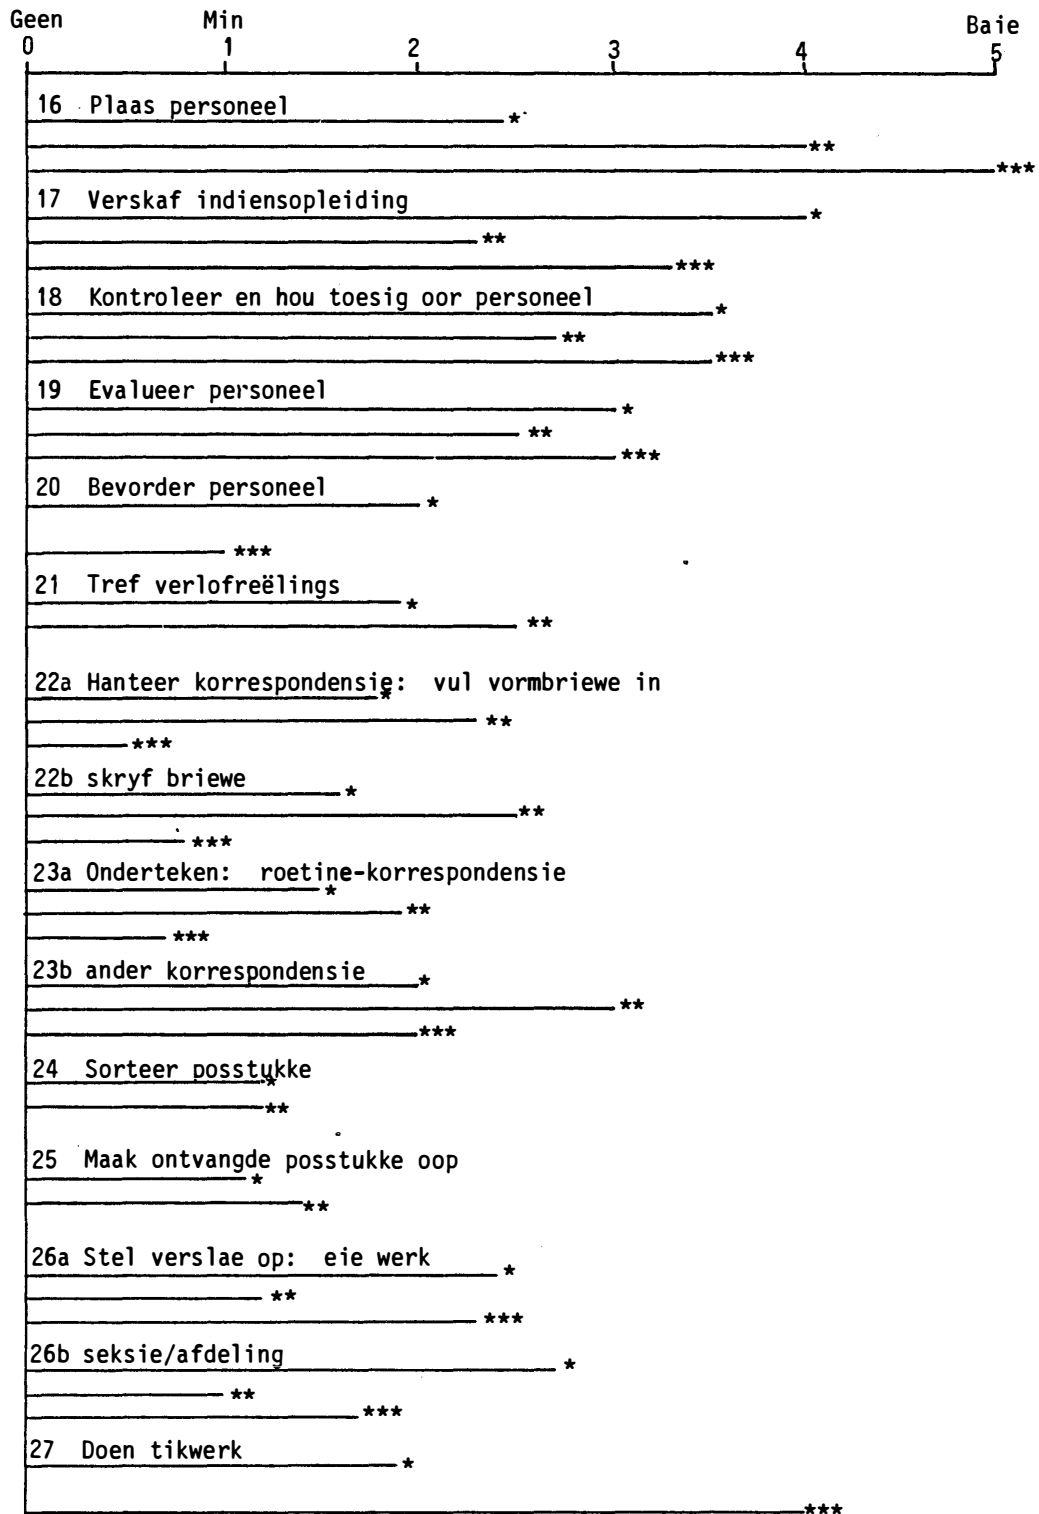 Geen Min Baie
0 1 2 3 4 5
16 Plaas personeel
*
**
***
17 Verskaf indiensopleiding
*
**
***
18 Kontroleer en hou toesig oor personeel
*
**
***
19 Evalueer personeel
*
**
***
20 Bevorder personeel
*
***
21 Tref verlofreëlings
*
**
22a Hanteer korrespondensie: vul vormbriewe in
*
**
***
22b skryf briewe
*
**
***
23a Onderteken: roetine-korrespondensie
*
**
***
23b ander korrespondensie
*
**
***
24 Sorteer posstukke
*
**
25 Maak ontvangde posstukke oop
*
**
26a Stel verslae op: eie werk
*
**
***
26b seksie/afdeling
*
**
***
27 Doen tikwerk
*
***